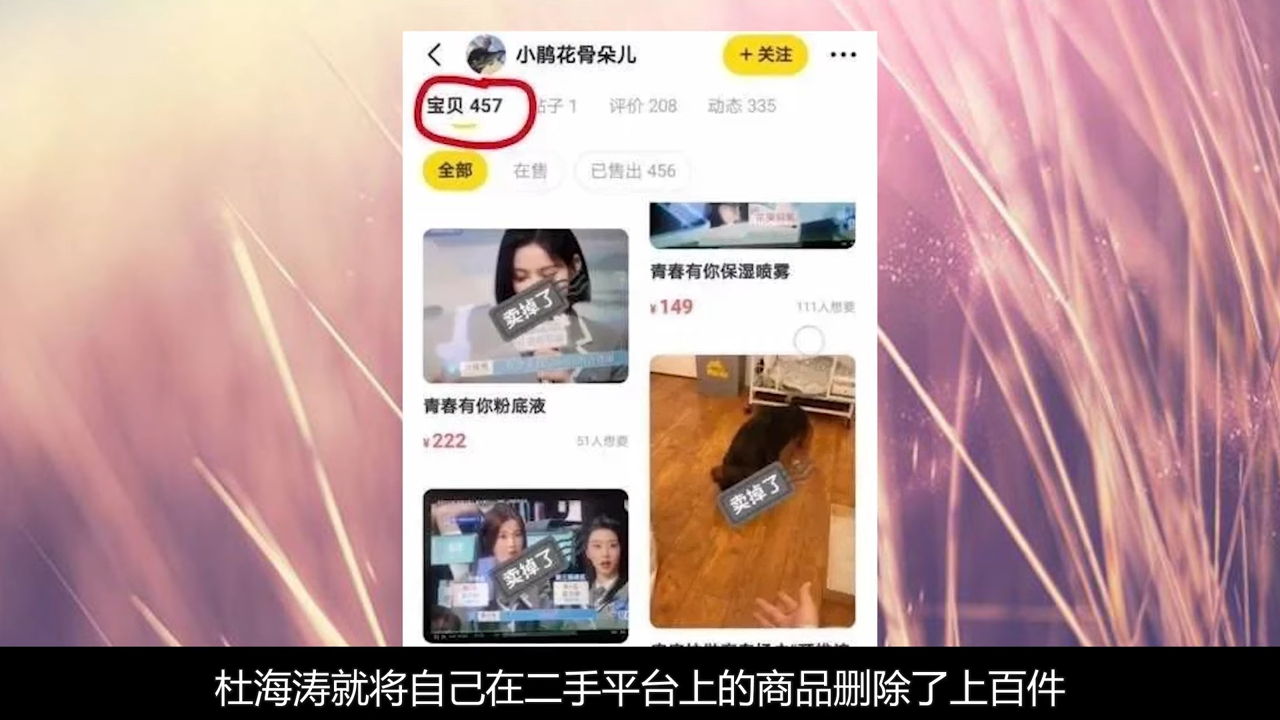 小鹃花骨朵儿
+ 关注
宝贝 457
帖子 1
评价 208
动态 335
全部
在售
已售出 456
卖掉了
青春有你粉底液
¥222
51人想要
青春有你保湿喷雾
¥149
111人想要
卖掉了
卖掉了
杜海涛就将自己在二手平台上的商品删除了上百件